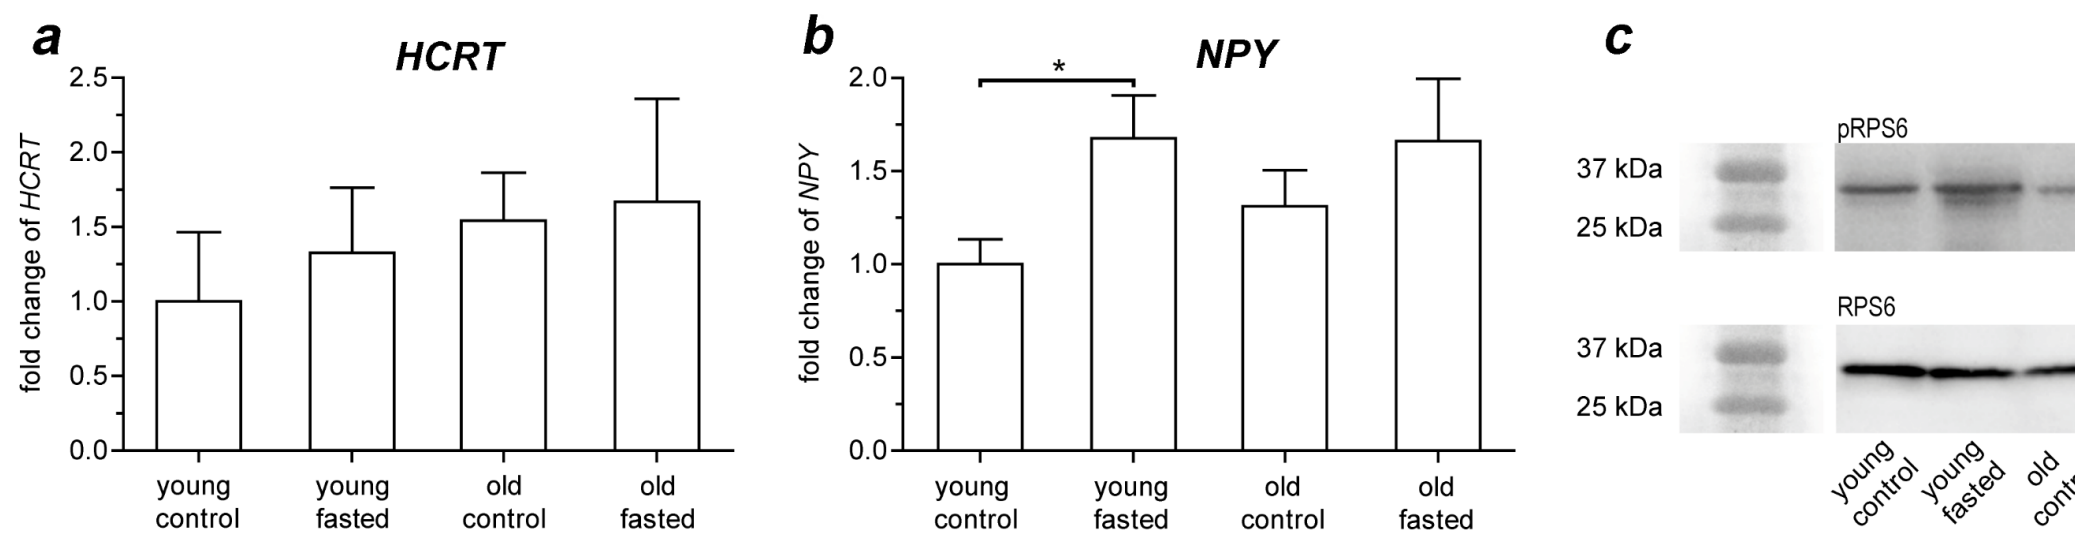 a
HCRT
fold change of HCRT
2.5
2.0
1.5
1.0
0.5
0.0
young control
young fasted
old control
old fasted
b
NPY
*
fold change of NPY
2.0
1.5
1.0
0.5
0.0
young control
young fasted
old control
old fasted
c
pRPS6
37 kDa
25 kDa
RPS6
37 kDa
25 kDa
young control
young fasted
old contr